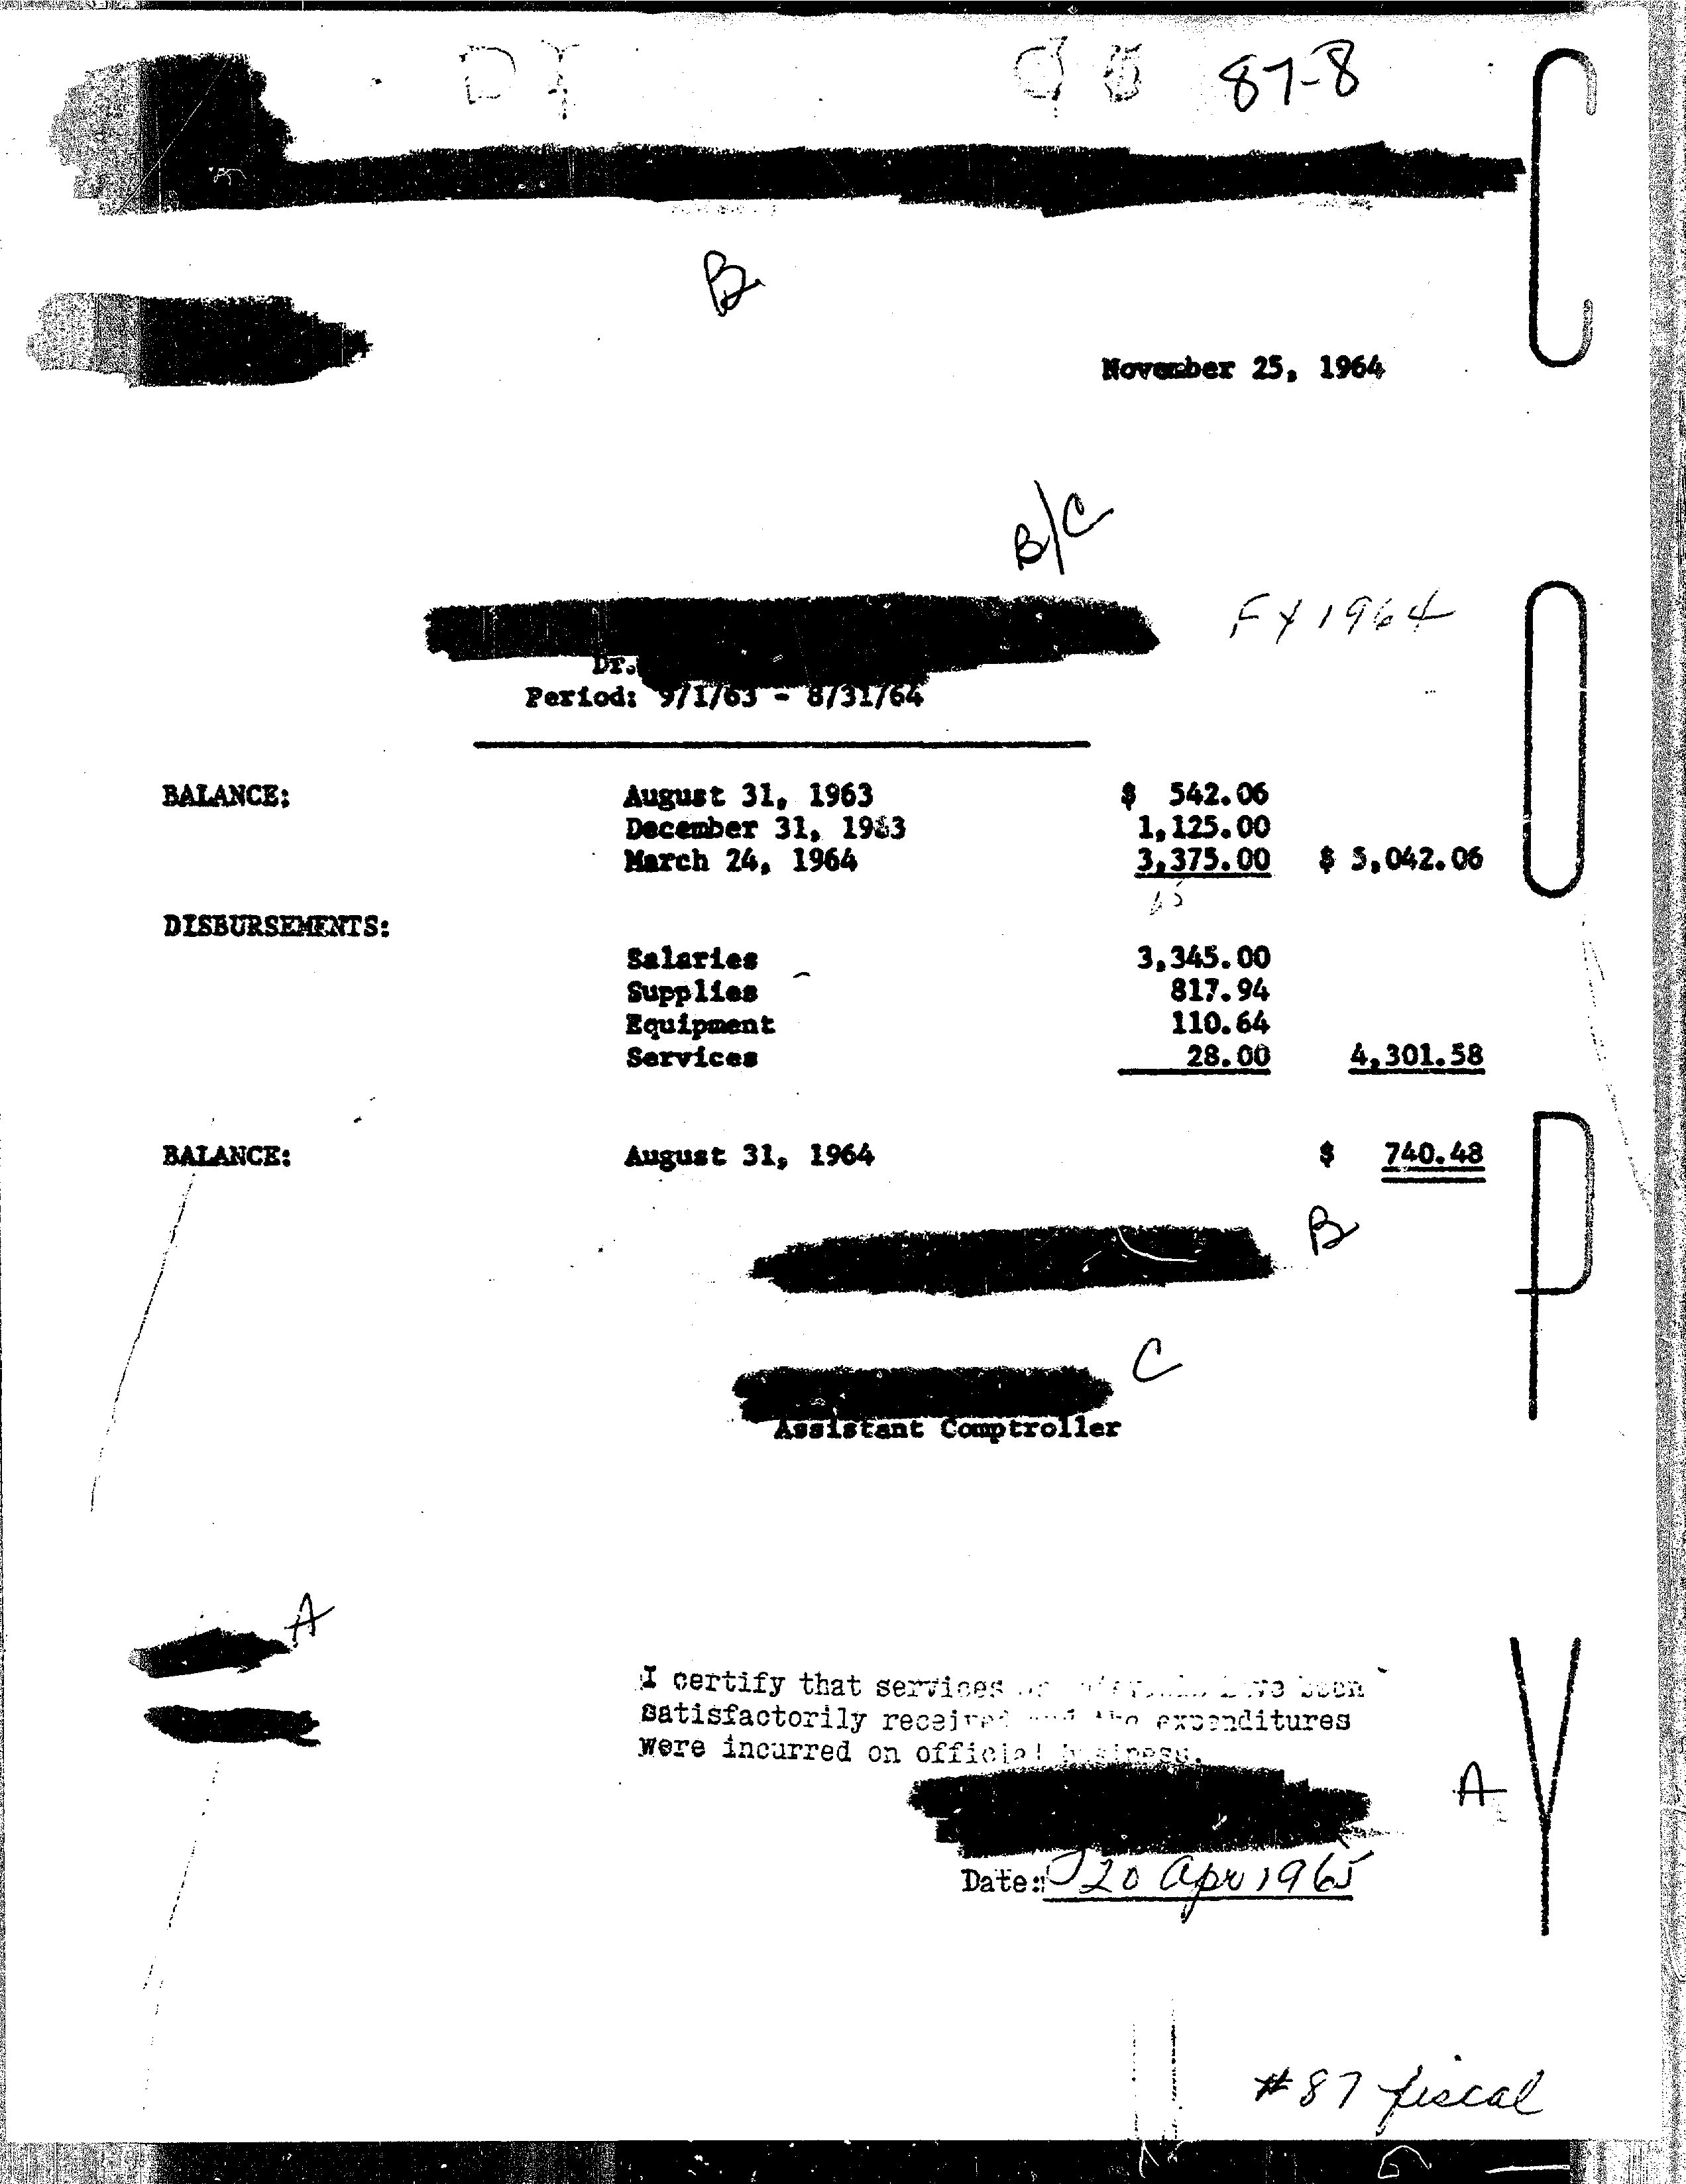 87-8
B
November 25, 1964
B/C
FY 1964
Dr.
Period: 9/1/63 - 8/31/64
BALANCE: August 31, 1963 $ 542.06
December 31, 1963 1,125.00
March 24, 1964 3,375.00 $ 5,042.06
DISBURSEMENTS:
Salaries 3,345.00
Supplies 817.94
Equipment 110.64
Services 28.00 4,301.58
BALANCE: August 31, 1964 $ 740.48
B
C
Assistant Comptroller
A
I certify that services have been
satisfactorily received and the expenditures
were incurred on official business.
A
Date: 20 Apr 1965
#87 fiscal
COPY